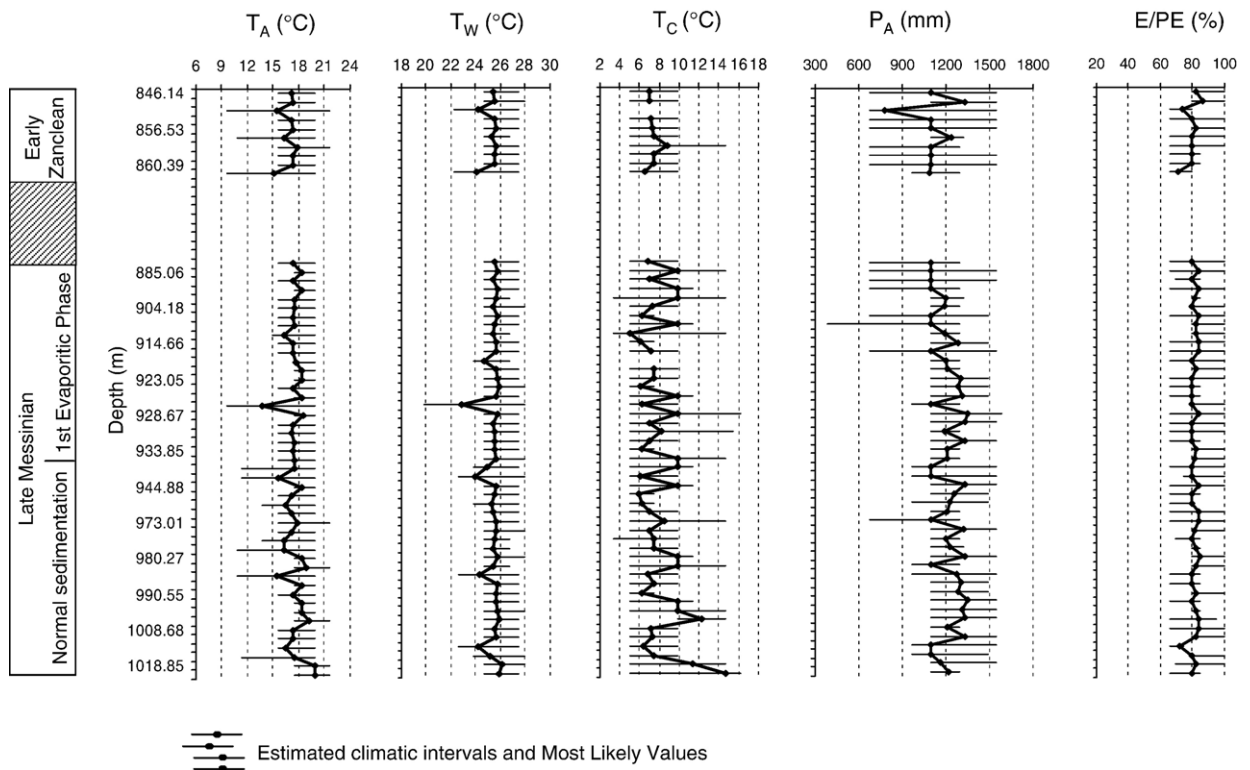 T_A (°C) T_W (°C) T_C (°C) P_A (mm) E/PE (%)
6 9 12 15 18 21 24 18 20 22 24 26 28 30 2 4 6 8 10 12 14 16 18 300 600 900 1200 1500 1800 20 40 60 80 100
Early Zanclean
Late Messinian
1st Evaporitic Phase
Normal sedimentation
Depth (m)
846.14
856.53
860.39
885.06
904.18
914.66
923.05
928.67
933.85
944.88
973.01
980.27
990.55
1008.68
1018.85
Estimated climatic intervals and Most Likely Values